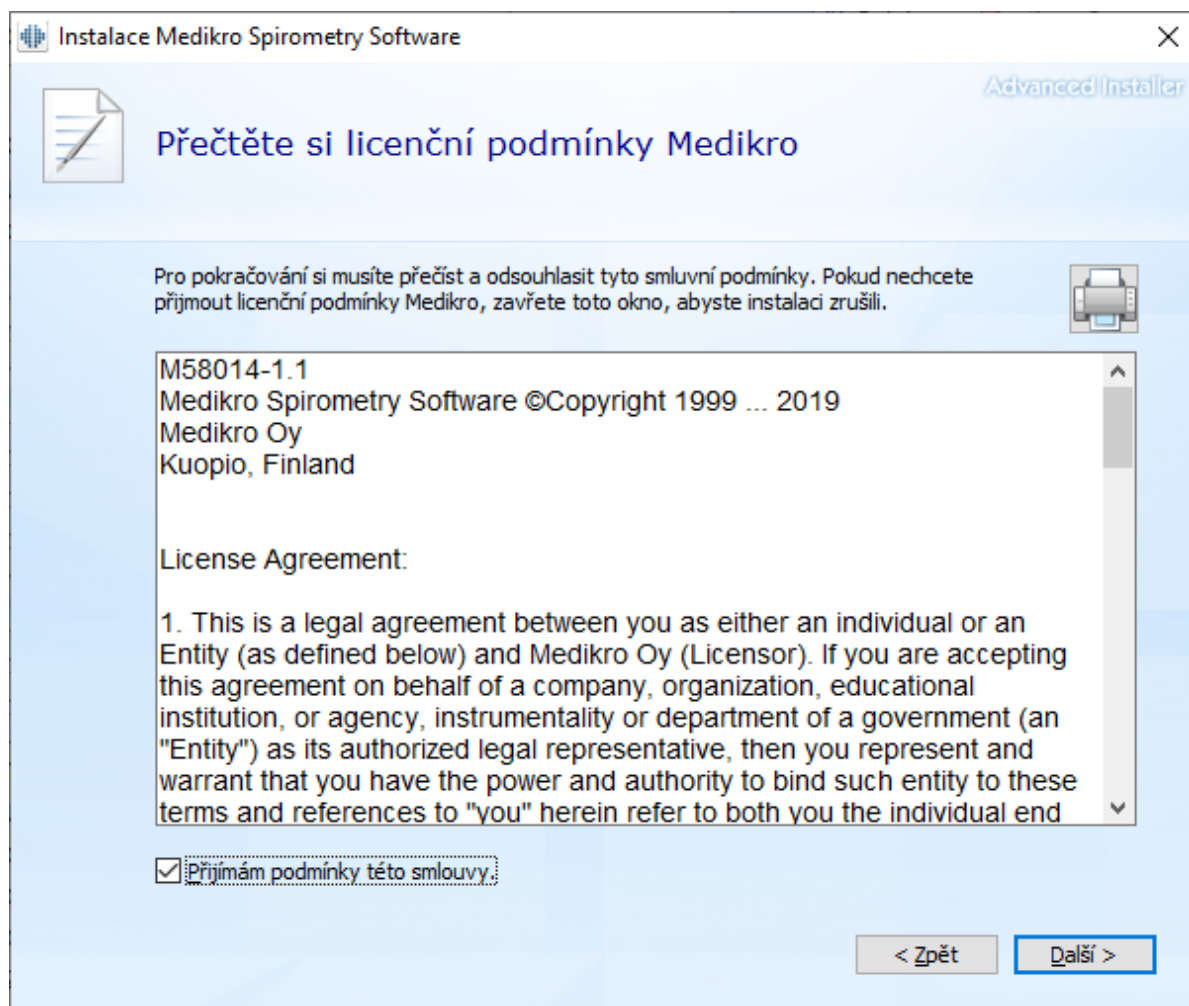 Instalace Medikro Spirometry Software
Advanced Installer
Přečtěte si licenční podmínky Medikro
Pro pokračování si musíte přečíst a odsouhlasit tyto smluvní podmínky. Pokud nechcete
přijmout licenční podmínky Medikro, zavřete toto okno, abyste instalaci zrušili.
M58014-1.1
Medikro Spirometry Software ©Copyright 1999 ... 2019
Medikro Oy
Kuopio, Finland
License Agreement:
1. This is a legal agreement between you as either an individual or an
Entity (as defined below) and Medikro Oy (Licensor). If you are accepting
this agreement on behalf of a company, organization, educational
institution, or agency, instrumentality or department of a government (an
"Entity") as its authorized legal representative, then you represent and
warrant that you have the power and authority to bind such entity to these
terms and references to "you" herein refer to both you the individual end
Přijímám podmínky této smlouvy.
< Zpět
Další >